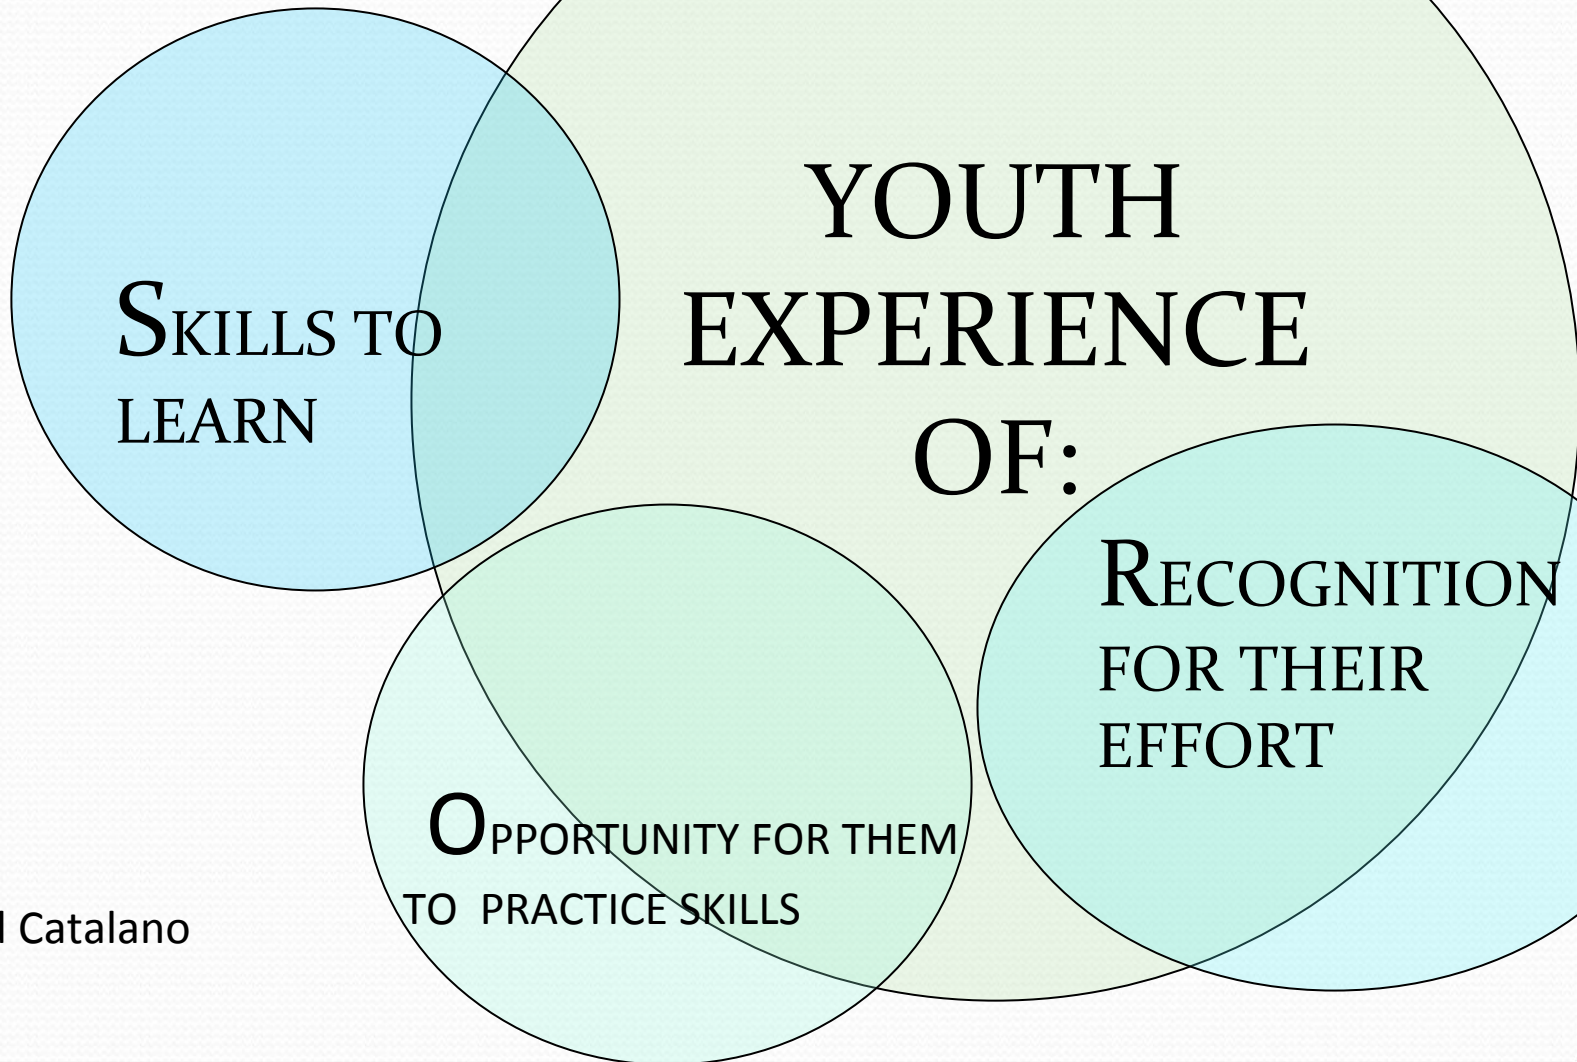 YOUTH
EXPERIENCE
OF:
SKILLS TO
LEARN
RECOGNITION
FOR THEIR
EFFORT
OPPORTUNITY FOR THEM
TO PRACTICE SKILLS
Catalano